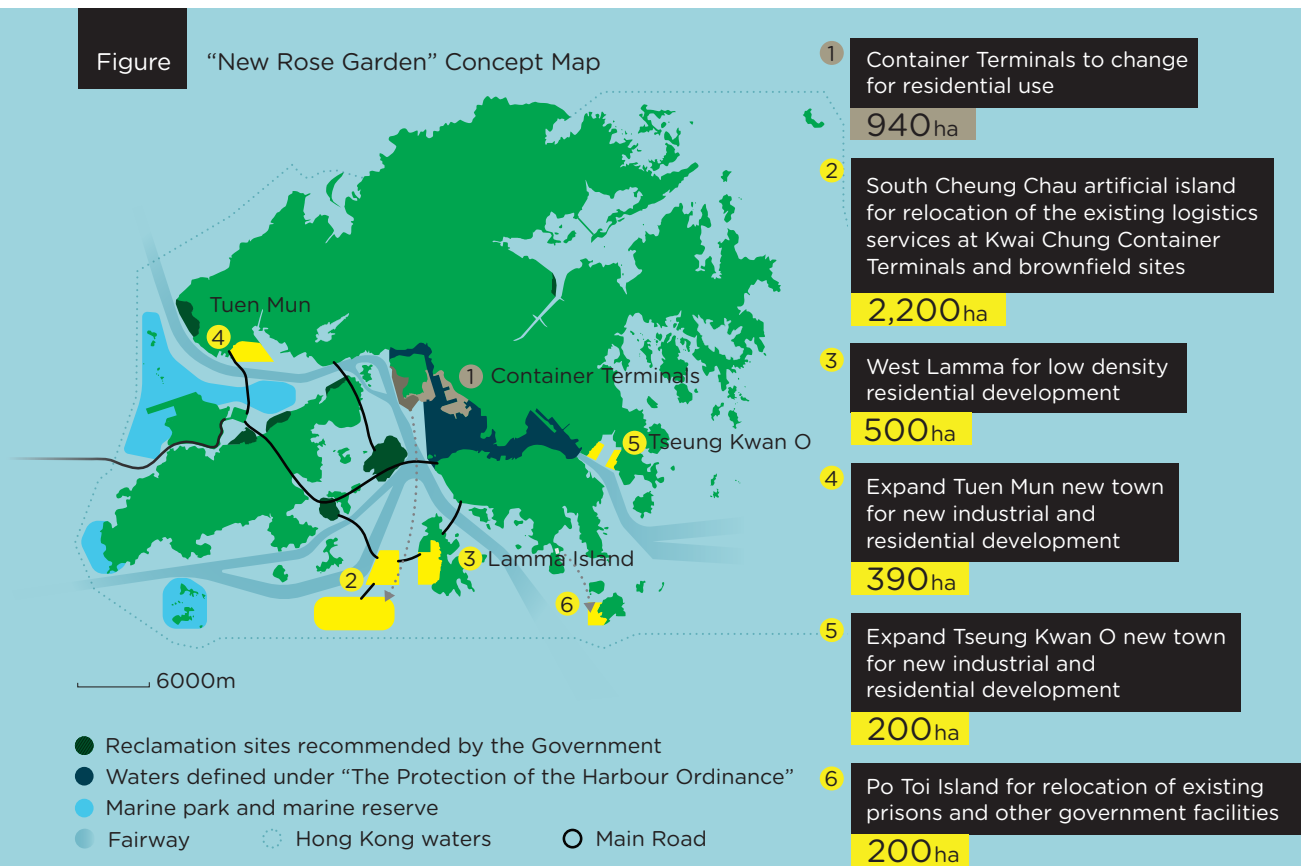 Figure
“New Rose Garden” Concept Map
Tuen Mun
4
1 Container Terminals
5 Tseung Kwan O
3 Lamma Island
2
6
6000m
Reclamation sites recommended by the Government
Waters defined under “The Protection of the Harbour Ordinance”
Marine park and marine reserve
Fairway
Hong Kong waters
Main Road
1
Container Terminals to change
for residential use
940ha
2
South Cheung Chau artificial island
for relocation of the existing logistics
services at Kwai Chung Container
Terminals and brownfield sites
2,200ha
3
West Lamma for low density
residential development
500ha
4
Expand Tuen Mun new town
for new industrial and
residential development
390ha
5
Expand Tseung Kwan O new town
for new industrial and
residential development
200ha
6
Po Toi Island for relocation of existing
prisons and other government facilities
200ha